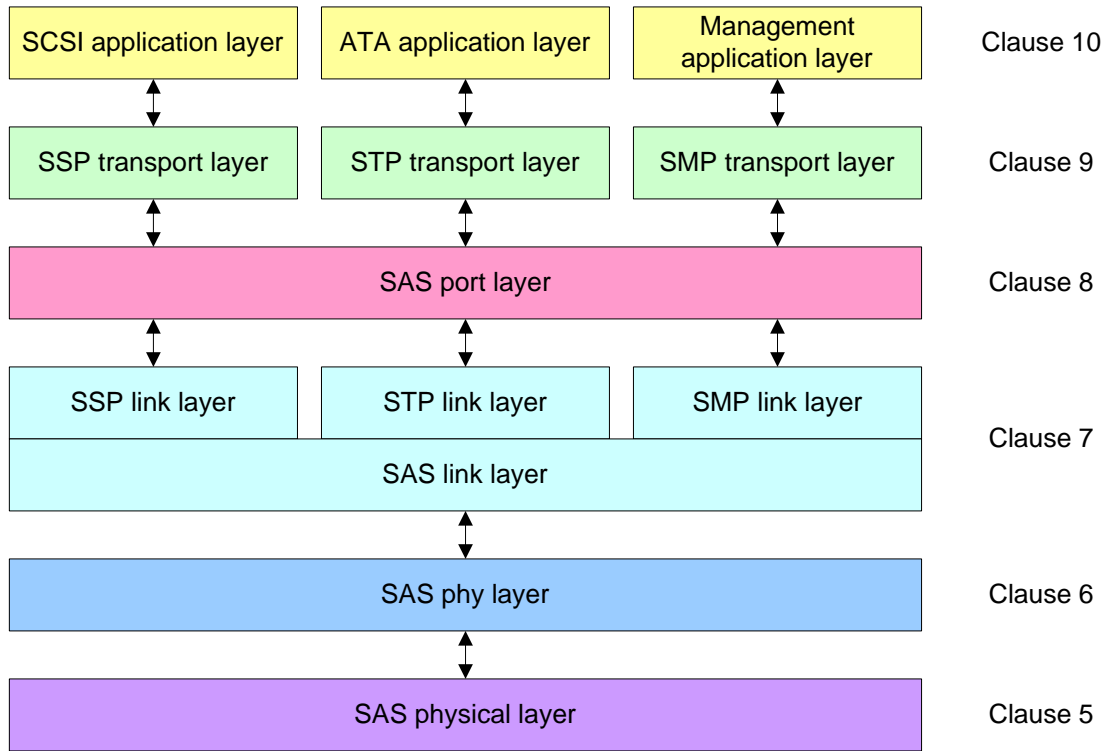 SCSI application layer
ATA application layer
Management
application layer
Clause 10
SSP transport layer
STP transport layer
SMP transport layer
Clause 9
SAS port layer
Clause 8
SSP link layer
STP link layer
SMP link layer
Clause 7
SAS link layer
SAS phy layer
Clause 6
SAS physical layer
Clause 5